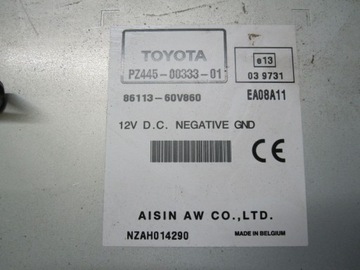 TOYOTA
PZ445-00333-01
e13
03 9731
86113-60V860
EA08A11
12V D.C. NEGATIVE GND
CE
AISIN AW CO.,LTD.
NZAH014290
MADE IN BELGIUM